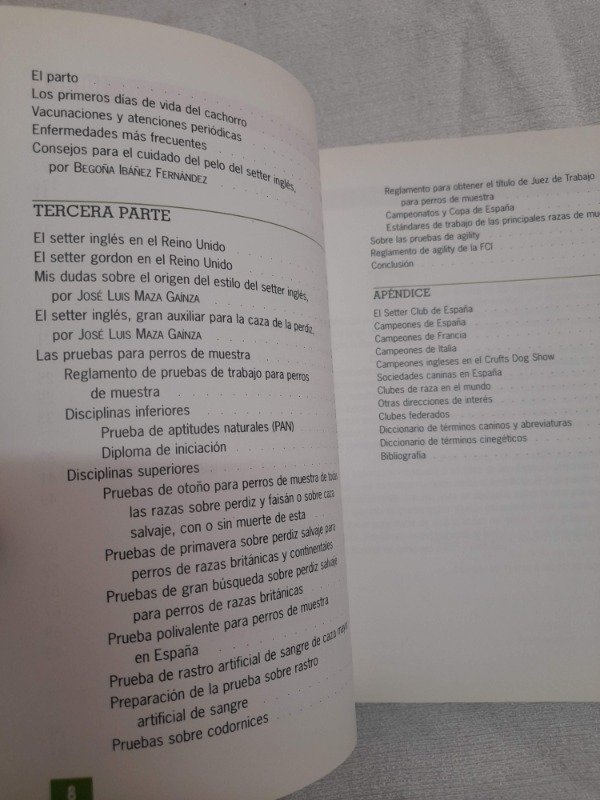 El parto
Los primeros días de vida del cachorro
Vacunaciones y atenciones periódicas
Enfermedades más frecuentes
Consejos para el cuidado del pelo del setter inglés,
por BEGOÑA IBÁÑEZ FERNÁNDEZ
TERCERA PARTE
El setter inglés en el Reino Unido
El setter gordon en el Reino Unido
Mis dudas sobre el origen del estilo del setter inglés,
por JOSÉ LUIS MAZA GAÍNZA
El setter inglés, gran auxiliar para la caza de la perdiz,
por JOSÉ LUIS MAZA GAÍNZA
Las pruebas para perros de muestra
Reglamento de pruebas de trabajo para perros
de muestra
Disciplinas inferiores
Prueba de aptitudes naturales (PAN)
Diploma de iniciación
Disciplinas superiores
Pruebas de otoño para perros de muestra de todas
las razas sobre perdiz y faisán o sobre caza
salvaje, con o sin muerte de esta
Pruebas de primavera sobre perdiz salvaje para
perros de razas británicas y continentales
Pruebas de gran búsqueda sobre perdiz salvaje
para perros de razas británicas
Prueba polivalente para perros de muestra
en España
Prueba de rastro artificial de sangre de caza
Preparación de la prueba sobre rastro
artificial de sangre
Pruebas sobre codornices
8
Reglamento para obtener el título de Juez de Trabajo
para perros de muestra
Campeonatos y Copa de España
Estándares de trabajo de las principales razas de
Sobre las pruebas de agility
Reglamento de agility de la FCI
Conclusión
APÉNDICE
El Setter Club de España
Campeones de España
Campeones de Francia
Campeones de Italia
Campeones ingleses en el Crufts Dog Show
Sociedades caninas en España
Clubes de raza en el mundo
Otras direcciones de interés
Clubes federados
Diccionario de términos caninos y abreviaturas
Diccionario de términos cinegéticos
Bibliografía